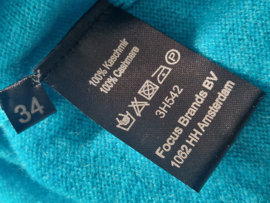 100% Kaschmir
100% Cashmere
3H542
Focus Brands BV
1062 HH Amsterdam
34